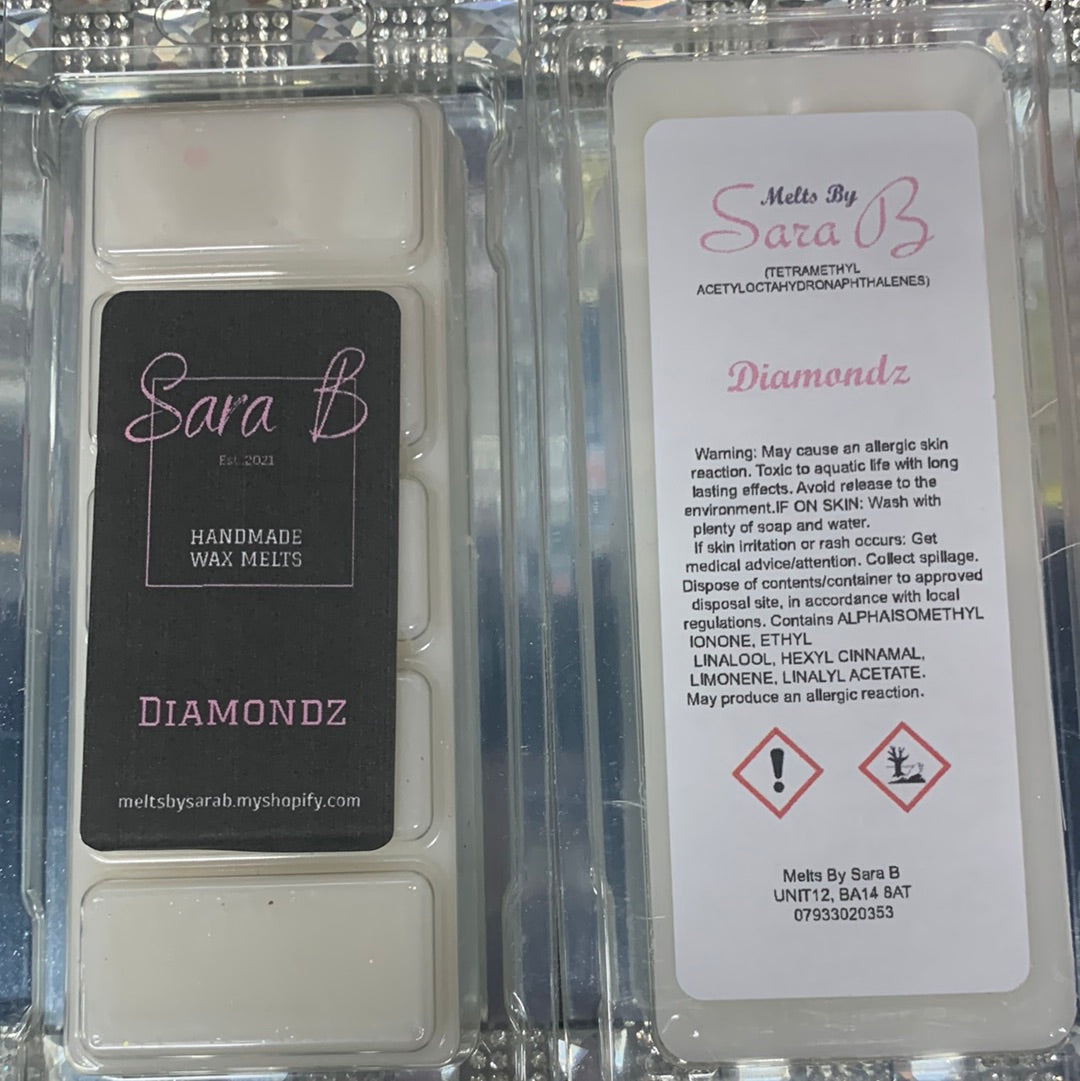 Sara B
Est.2021
HANDMADE
WAX MELTS
DIAMONDZ
meltsbysarab.myshopify.com
Melts By
Sara B
(TETRAMETHYL
ACETYLOCTAHYDRONAPHTHALENES)
Diamondz
Warning: May cause an allergic skin
reaction. Toxic to aquatic life with long
lasting effects. Avoid release to the
environment.IF ON SKIN: Wash with
plenty of soap and water.
If skin irritation or rash occurs: Get
medical advice/attention. Collect spillage.
Dispose of contents/container to approved
disposal site, in accordance with local
regulations. Contains ALPHAISOMETHYL
IONONE, ETHYL
LINALOOL, HEXYL CINNAMAL,
LIMONENE, LINALYL ACETATE.
May produce an allergic reaction.
Melts By Sara B
UNIT12, BA14 8AT
07933020353